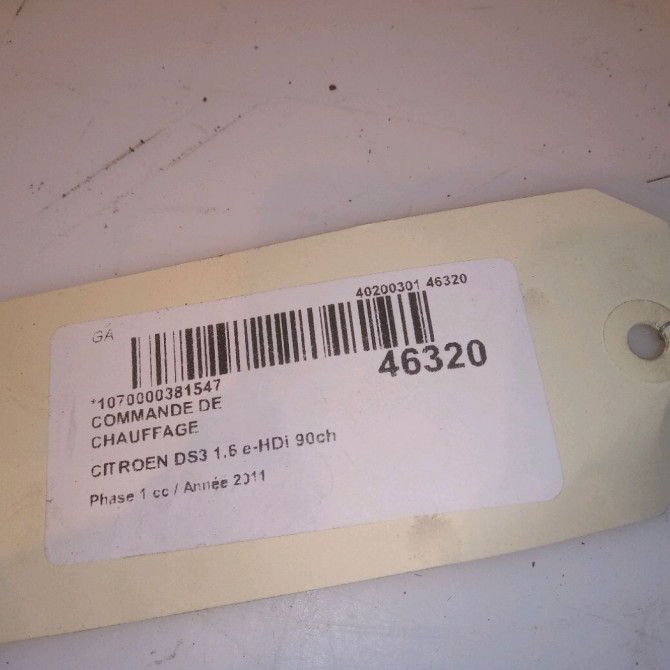 40200301 46320
GA
46320
*1070000381547
COMMANDE DE
CHAUFFAGE
CITROEN DS3 1.6 e-HDi 90ch
Phase 1 cc / Année 2011